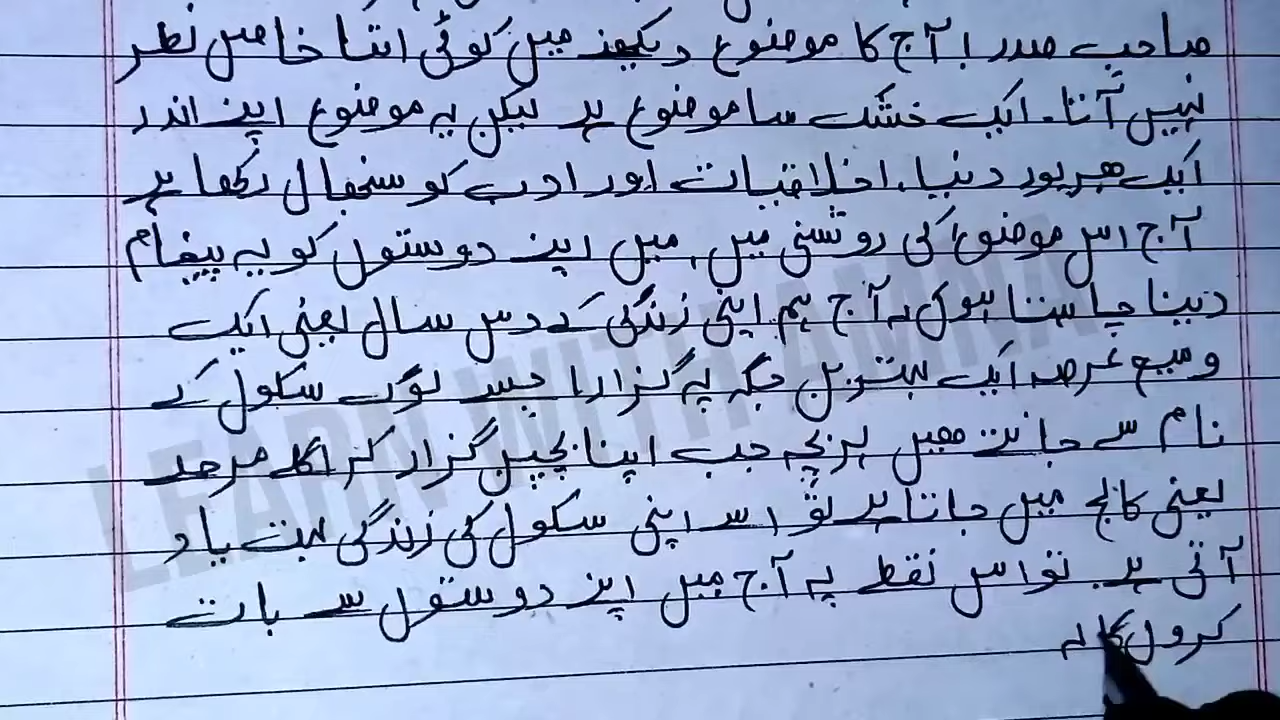 صاحب صدر! آج کا موضوع دیکھنے میں کوئی اتنا خاص نظر
نہیں آتا۔ ایک خشک سا موضوع ہے لیکن یہ موضوع اپنے اندر
ایک بھرپور دنیا، اخلاقیات اور ادب کو سنبھال رکھا ہے
آج اس موضوع کی روشنی میں، میں اپنے دوستوں کو یہ پیغام
دینا چاہتا ہوں کہ آج ہم اپنی زندگی کے دس سال یعنی ایک
وسیع عرصہ ایک بہترین جگہ پہ گزارا جسے لوگ سکول کے
نام سے جانتے ہیں ہر بچہ جب اپنا بچپن گزار کر اگلے مرحلے
یعنی کالج میں جاتا ہے تو اسے اپنی سکول کی زندگی بہت یاد
آتی ہے۔ تو اس نقطے پہ آج میں اپنے دوستوں سے بات
کروں گا کہ
LEARN WITH AMNA